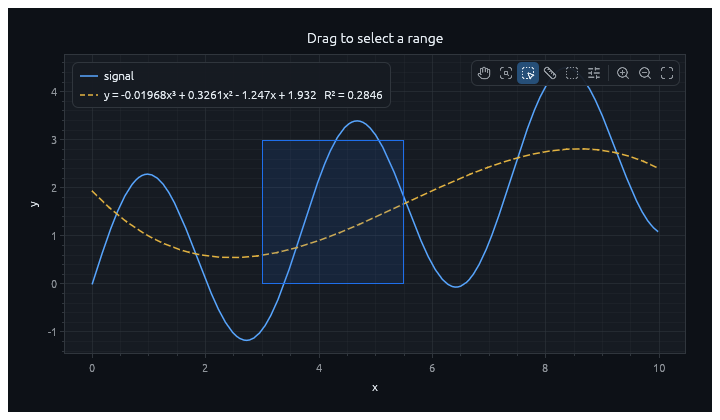 Drag to select a range
signal
y = -0.01968x³ + 0.3261x² - 1.247x + 1.932 R² = 0.2846
4
3
2
1
0
-1
y
0 2 4 6 8 10
x